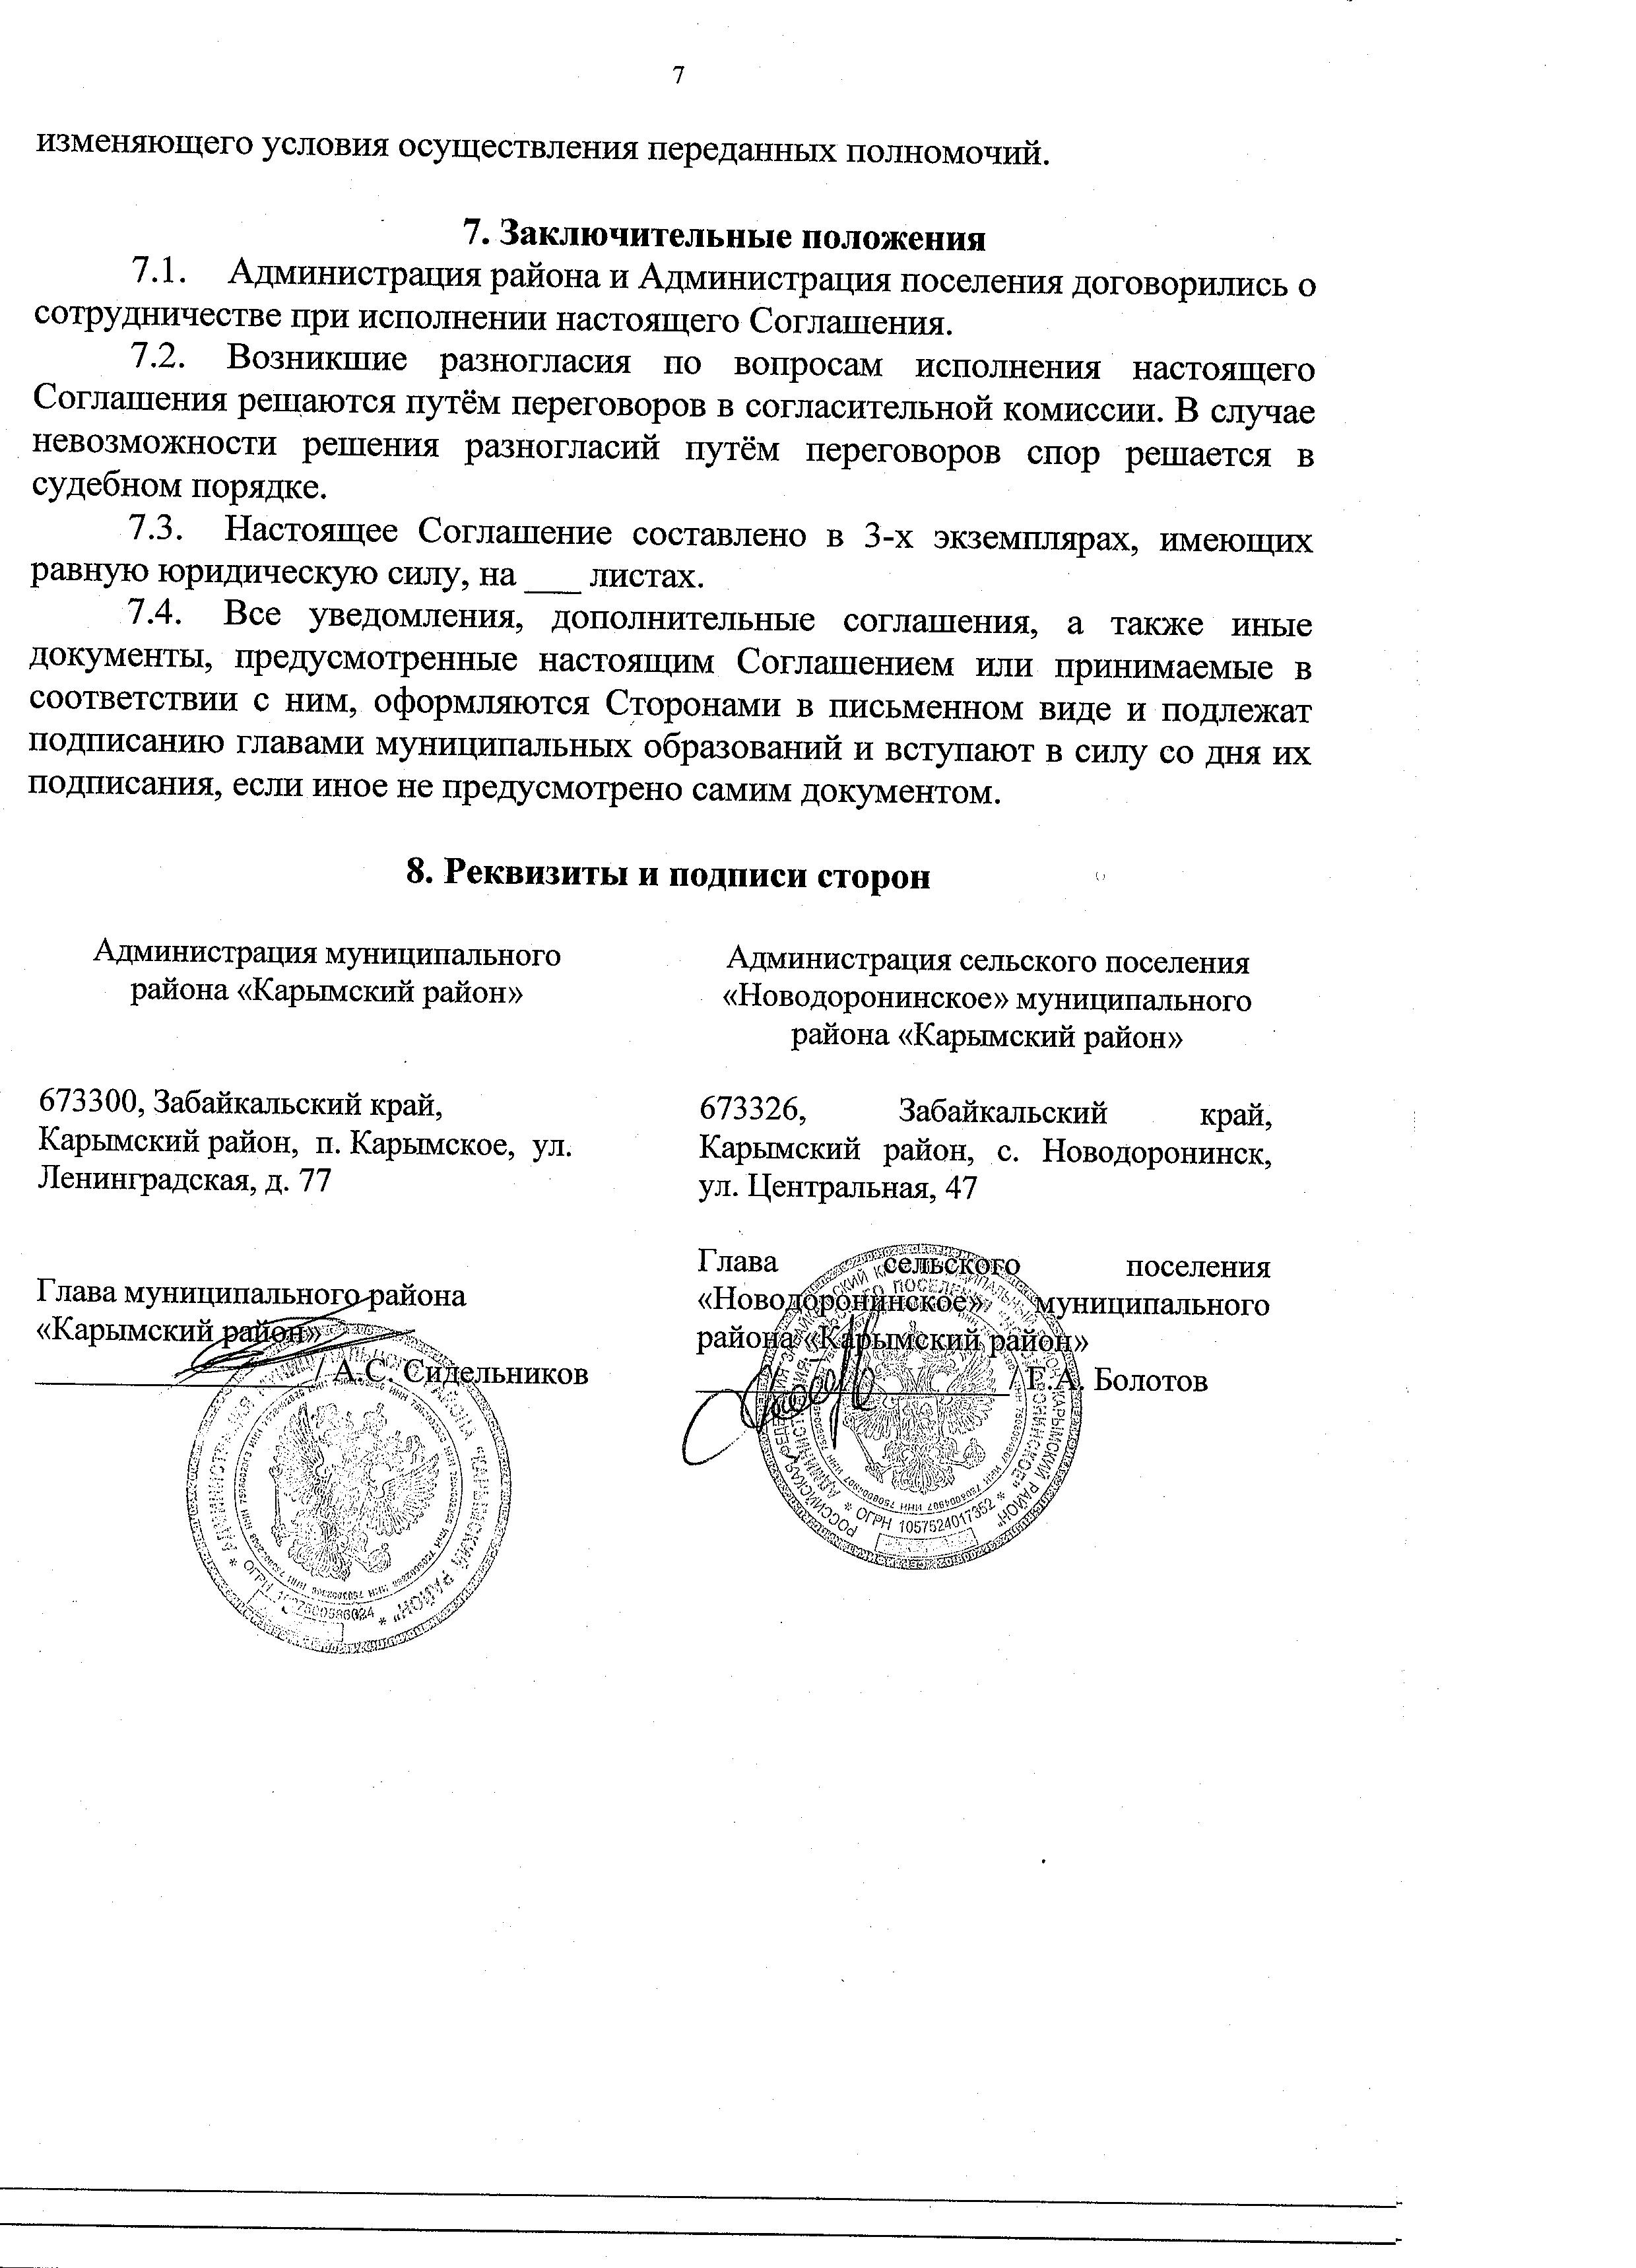 7
изменяющего условия осуществления переданных полномочий.
7. Заключительные положения
7.1. Администрация района и Администрация поселения договорились о
сотрудничестве при исполнении настоящего Соглашения.
7.2. Возникшие разногласия по вопросам исполнения настоящего
Соглашения решаются путём переговоров в согласительной комиссии. В случае
невозможности решения разногласий путём переговоров спор решается в
судебном порядке.
7.3. Настоящее Соглашение составлено в 3-х экземплярах, имеющих
равную юридическую силу, на ___ листах.
7.4. Все уведомления, дополнительные соглашения, а также иные
документы, предусмотренные настоящим Соглашением или принимаемые в
соответствии с ним, оформляются Сторонами в письменном виде и подлежат
подписанию главами муниципальных образований и вступают в силу со дня их
подписания, если иное не предусмотрено самим документом.
8. Реквизиты и подписи сторон
Администрация муниципального
района «Карымский район»
673300, Забайкальский край,
Карымский район, п. Карымское, ул.
Ленинградская, д. 77
Глава муниципального района
«Карымский район»
/ А.С. Сидельников
АДМИНИСТРАЦИЯ МУНИЦИПАЛЬНОГО РАЙОНА "КАРЫМСКИЙ РАЙОН"
Администрация сельского поселения
«Новодоронинское» муниципального
района «Карымский район»
673326, Забайкальский край,
Карымский район, с. Новодоронинск,
ул. Центральная, 47
Глава сельского поселения
«Новодоронинское» муниципального
района «Карымский район»
/ Г.А. Болотов
ОГРН 1057524017352